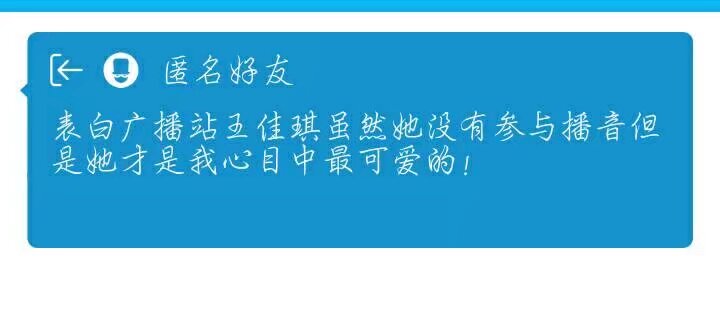 匿名好友
表白广播站王佳琪虽然她没有参与播音但
是她才是我心目中最可爱的！